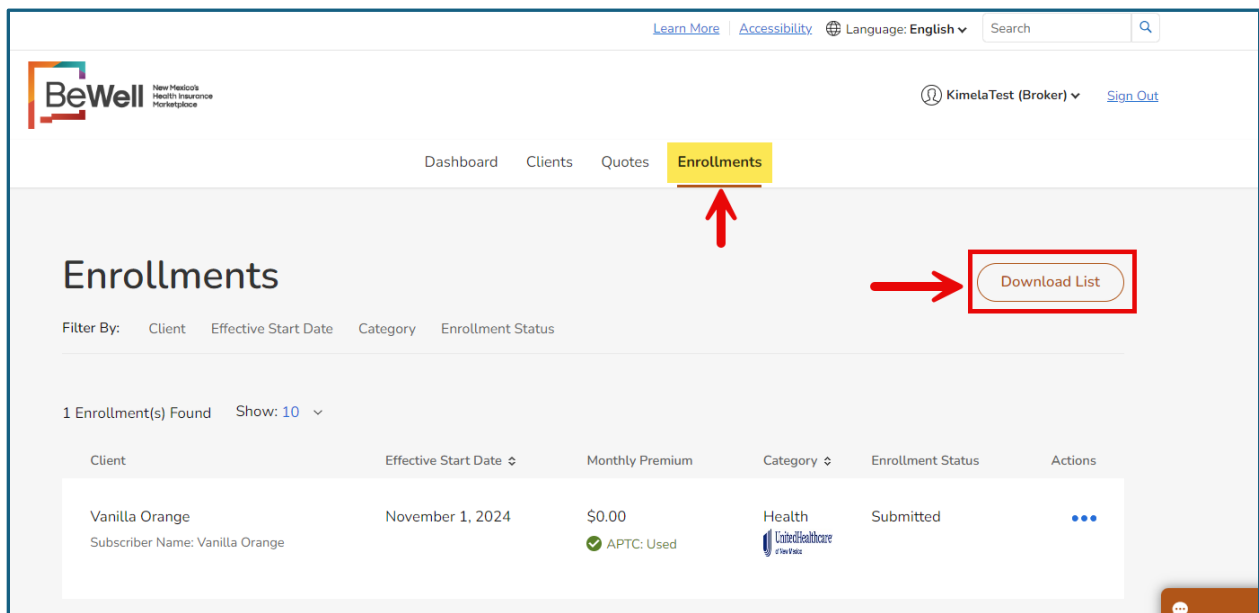 Learn More Accessibility Language: English Search
BeWell New Mexico's Health Insurance Marketplace
KimelaTest (Broker) Sign Out
Dashboard Clients Quotes Enrollments
Enrollments
Download List
Filter By: Client Effective Start Date Category Enrollment Status
1 Enrollment(s) Found Show: 10
Client Effective Start Date Monthly Premium Category Enrollment Status Actions
Vanilla Orange November 1, 2024 $0.00 Health Submitted
Subscriber Name: Vanilla Orange APTC: Used UnitedHealthcare
of New Mexico